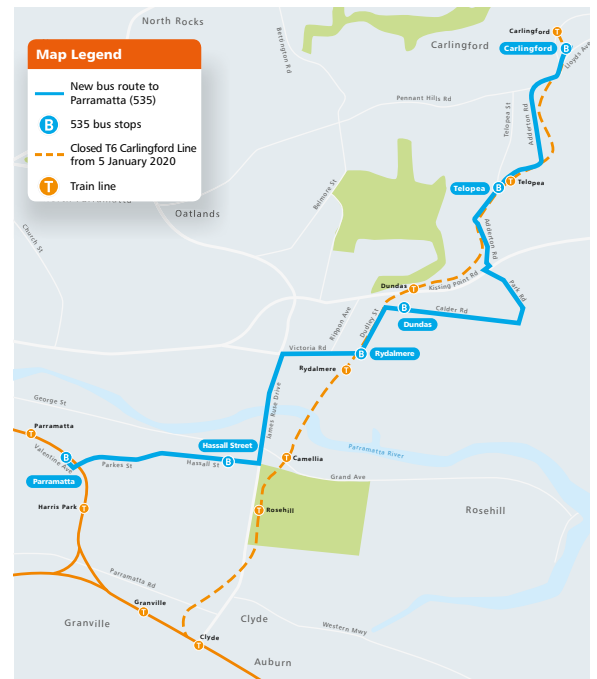 North Rocks
Carlingford
Carlingford
Carlingford
Lloyds Ave
Bettington Rd
Map Legend
New bus route to
Parramatta (535)
B
535 bus stops
Closed T6 Carlingford Line
from 5 January 2020
T
Train line
Pennant Hills Rd
Telopea St
Adderton Rd
Telopea
Telopea
Belmore St
Oatlands
Church St
Adderton Rd
Dundas
Kissing Point Rd
Park Rd
Calder Rd
Dundas
Rippon Ave
Dudley St
Victoria Rd
Rydalmere
Rydalmere
James Ruse Drive
George St
Parramatta
Valentine Ave
Parramatta
Parkes St
Hassall Street
Hassall St
Camellia
Parramatta River
Grand Ave
Harris Park
Rosehill
Rosehill
Parramatta Rd
Granville
Granville
Clyde
Clyde
Western Mwy
Auburn